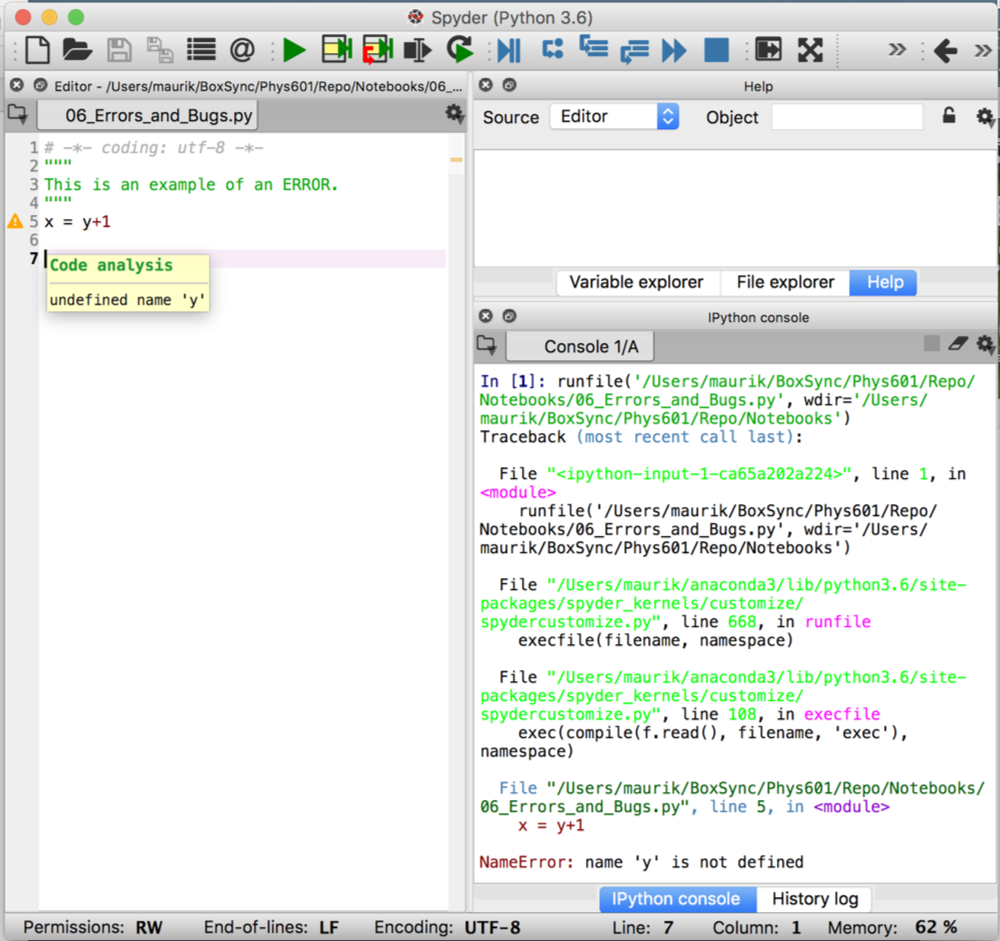 Spyder (Python 3.6)
Editor - /Users/maurik/BoxSync/Phys601/Repo/Notebooks/06_...
06_Errors_and_Bugs.py
1 # -*- coding: utf-8 -*-
2 """
3 This is an example of an ERROR.
4 """
5 x = y+1
6
7
Code analysis
undefined name 'y'
Help
Source Editor Object
Variable explorer File explorer Help
IPython console
Console 1/A
In [1]: runfile('/Users/maurik/BoxSync/Phys601/Repo/
Notebooks/06_Errors_and_Bugs.py', wdir='/Users/
maurik/BoxSync/Phys601/Repo/Notebooks')
Traceback (most recent call last):
File "<ipython-input-1-ca65a202a224>", line 1, in
<module>
runfile('/Users/maurik/BoxSync/Phys601/Repo/
Notebooks/06_Errors_and_Bugs.py', wdir='/Users/
maurik/BoxSync/Phys601/Repo/Notebooks')
File "/Users/maurik/anaconda3/lib/python3.6/site-
packages/spyder_kernels/customize/
spydercustomize.py", line 668, in runfile
execfile(filename, namespace)
File "/Users/maurik/anaconda3/lib/python3.6/site-
packages/spyder_kernels/customize/
spydercustomize.py", line 108, in execfile
exec(compile(f.read(), filename, 'exec'),
namespace)
File "/Users/maurik/BoxSync/Phys601/Repo/Notebooks/
06_Errors_and_Bugs.py", line 5, in <module>
x = y+1
NameError: name 'y' is not defined
IPython console History log
Permissions: RW End-of-lines: LF Encoding: UTF-8 Line: 7 Column: 1 Memory: 62 %